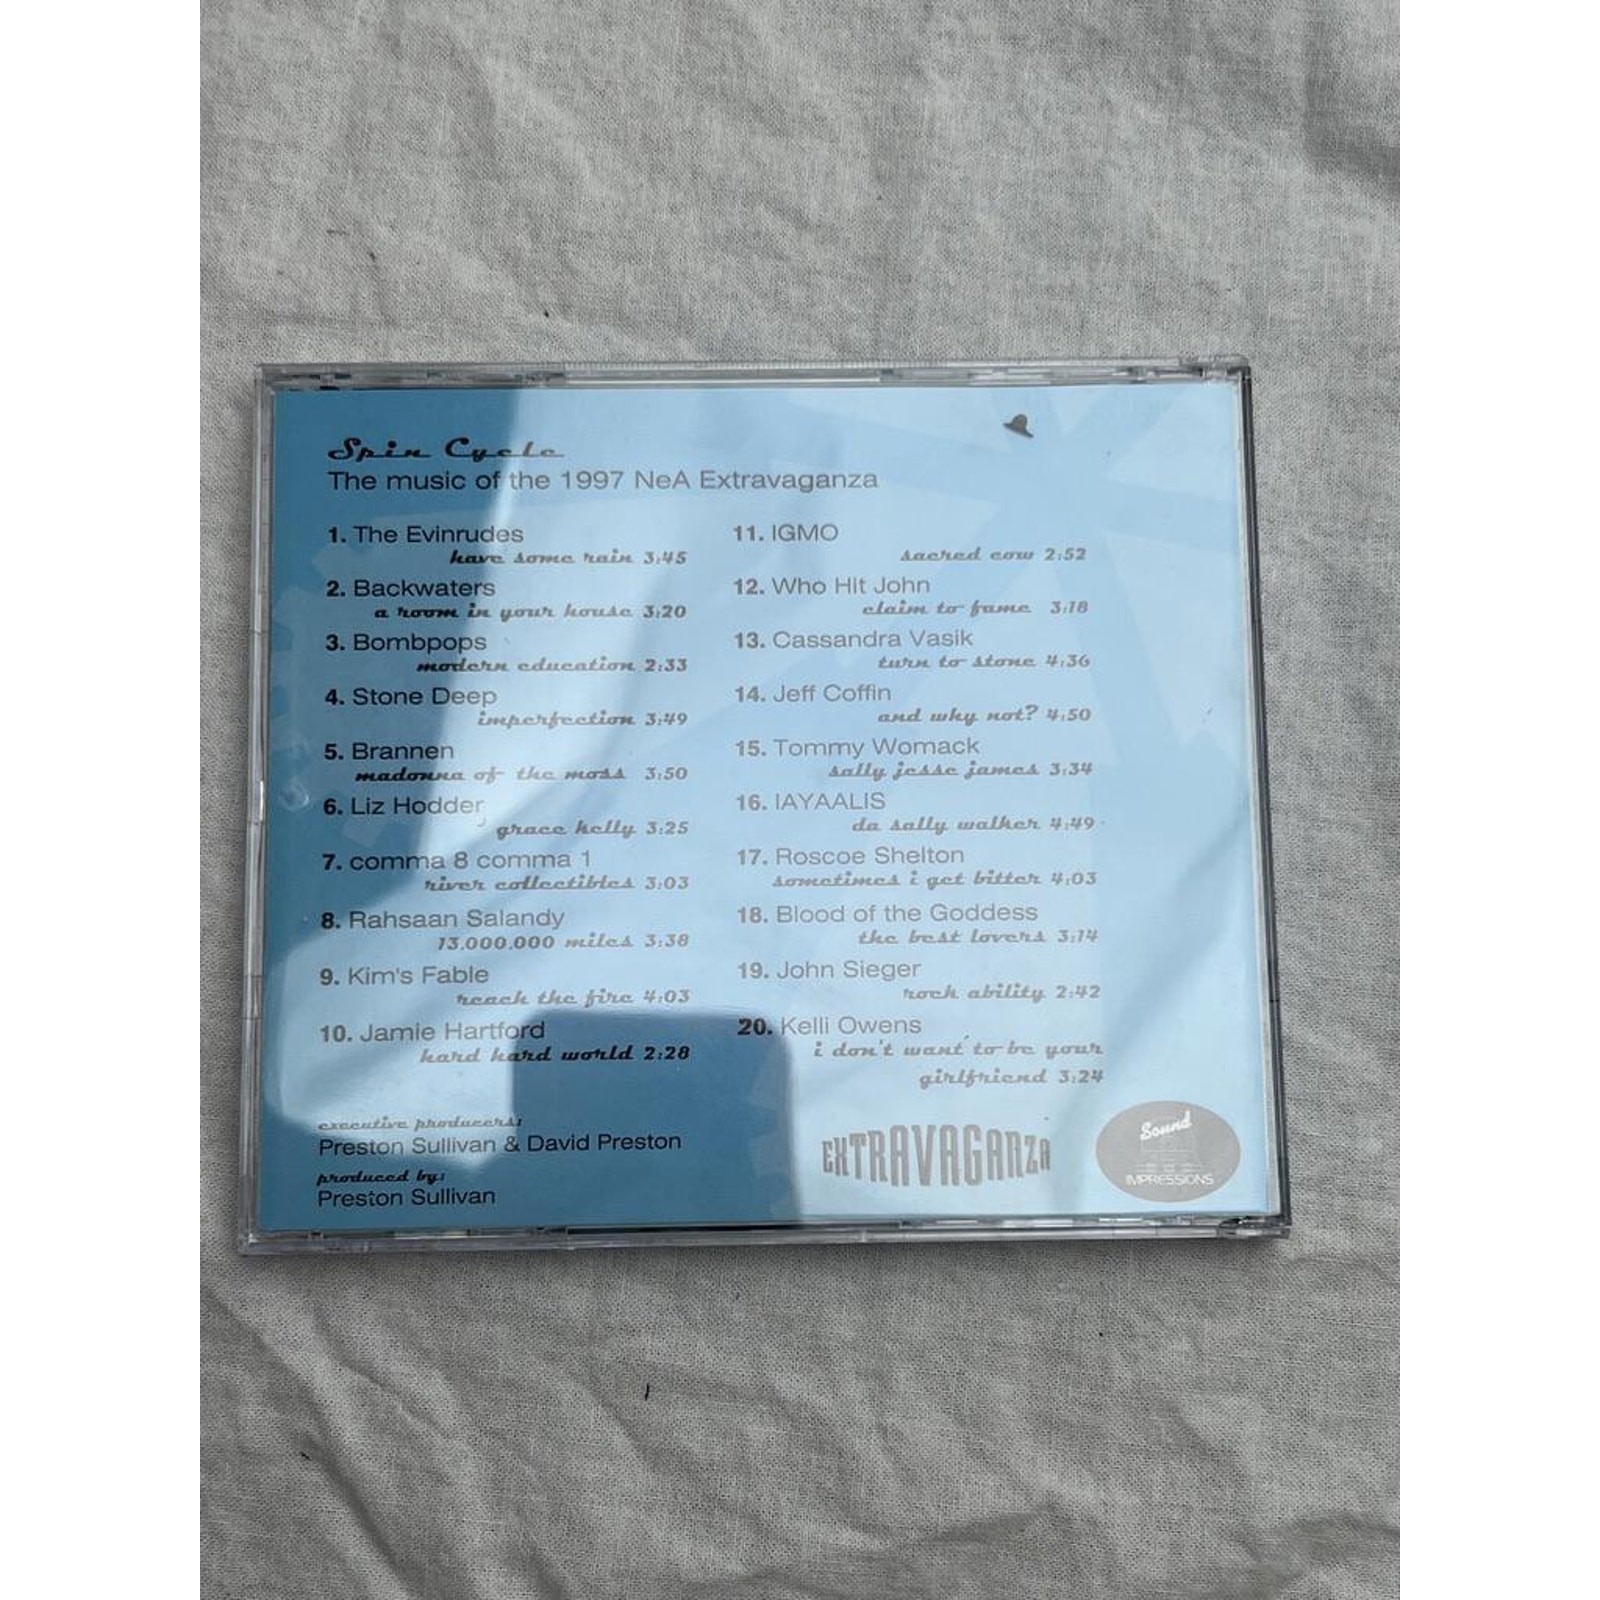 Spin Cycle
The music of the 1997 NeA Extravaganza
1. The Evinrudes
have some rain 3:45
2. Backwaters
a room in your house 3:20
3. Bombpops
modern education 2:33
4. Stone Deep
imperfection 3:49
5. Brannen
madonna of the moss 3:50
6. Liz Hodder
grace kelly 3:25
7. comma 8 comma 1
river collectibles 3:03
8. Rahsaan Salandy
13,000,000 miles 3:38
9. Kim's Fable
reach the fire 4:03
10. Jamie Hartford
hard hard world 2:28
11. IGMO
sacred cow 2:52
12. Who Hit John
claim to fame 3:18
13. Cassandra Vasik
turn to stone 4:36
14. Jeff Coffin
and why not? 4:50
15. Tommy Womack
sally jesse james 3:34
16. IAYAALIS
da sally walker 4:49
17. Roscoe Shelton
sometimes i get bitter 4:03
18. Blood of the Goddess
the best lovers 3:14
19. John Sieger
rock ability 2:42
20. Kelli Owens
i don't want to be your
girlfriend 3:24
executive producers:
Preston Sullivan & David Preston
produced by:
Preston Sullivan
EXTRAVAGANZA
Sound
IMPRESSIONS